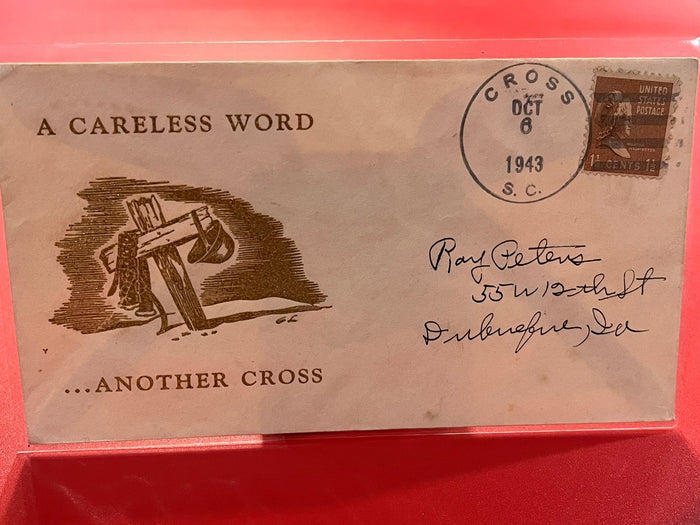 A CARELESS WORD
...ANOTHER CROSS
CROSS
OCT
6
1943
S. C.
UNITED
STATES
POSTAGE
1½ CENTS 1½
Ray Peters
55 W 12th St
Dubuque, Ia
Y
GL